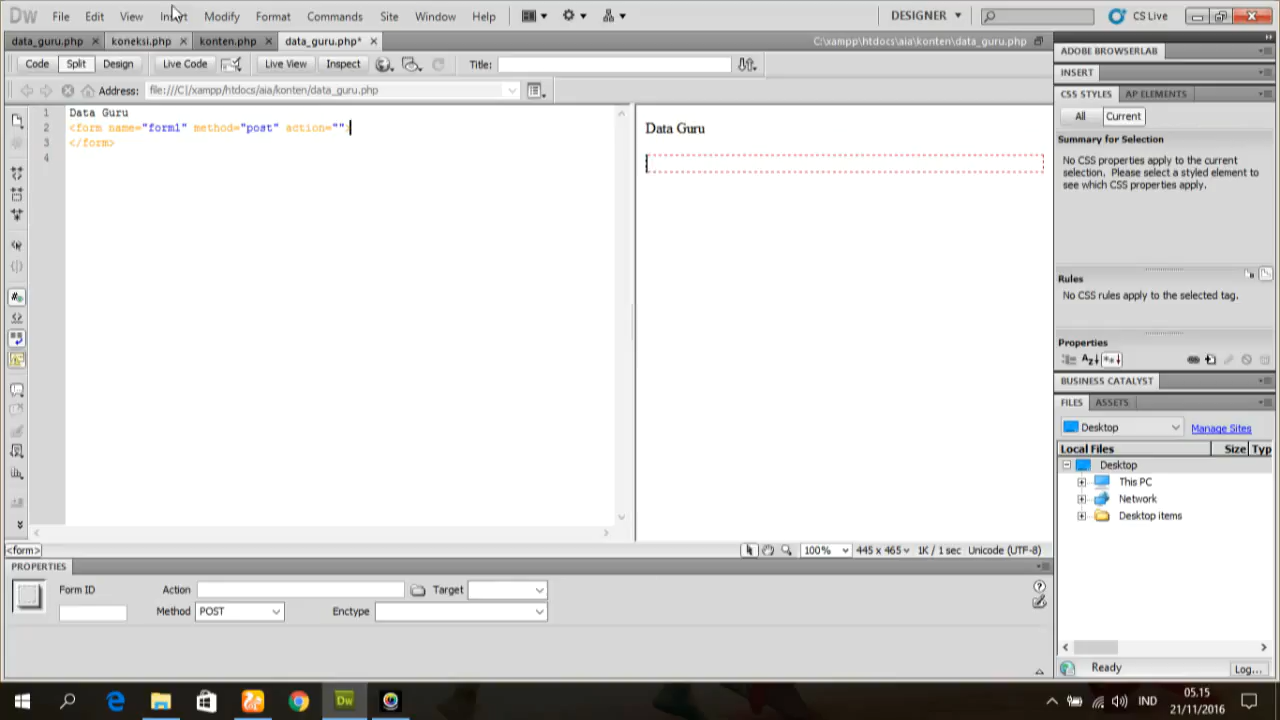 Dw File Edit View Insert Modify Format Commands Site Window Help DESIGNER CS Live
data_guru.php koneksi.php konten.php data_guru.php* C:\xampp\htdocs\aia\konten\data_guru.php
Code Split Design Live Code Live View Inspect Title:
Address: file:///C|/xampp/htdocs/aia/konten/data_guru.php
1 Data Guru
2 <form name="form1" method="post" action="">
3 </form>
4
Data Guru
ADOBE BROWSERLAB
INSERT
CSS STYLES AP ELEMENTS
All Current
Summary for Selection
No CSS properties apply to the current
selection. Please select a styled element to
see which CSS properties apply.
Rules
No CSS rules apply to the selected tag.
Properties
BUSINESS CATALYST
FILES ASSETS
Desktop Manage Sites
Local Files Size Typ
Desktop
This PC
Network
Desktop items
Ready Log...
<form> 100% 445 x 465 1K / 1 sec Unicode (UTF-8)
PROPERTIES
Form ID Action Target
Method POST Enctype
Dw IND 05.15
21/11/2016